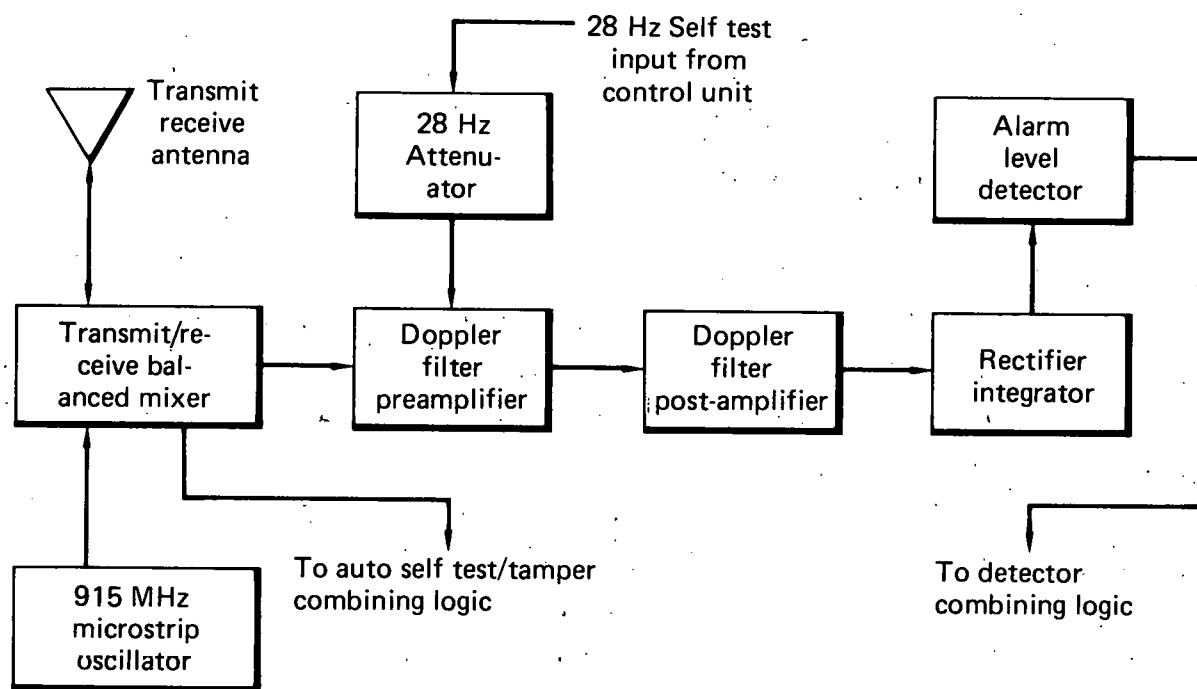 28 Hz Self test
input from
control unit
Transmit
receive
antenna
28 Hz
Attenu-
ator
Alarm
level
detector
Transmit/re-
ceive bal-
anced mixer
Doppler
filter
preamplifier
Doppler
filter
post-amplifier
Rectifier
integrator
To auto self test/tamper
combining logic
To detector
combining logic
915 MHz
microstrip
oscillator